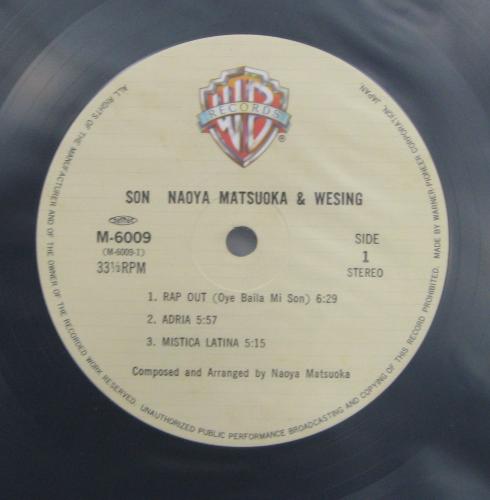 WB
RECORDS
®
SON NAOYA MATSUOKA & WESING
M-6009
(M-6009-1)
33⅓RPM
SIDE
1
STEREO
1. RAP OUT (Oye Baila Mi Son) 6:29
2. ADRIA 5:57
3. MISTICA LATINA 5:15
Composed and Arranged by Naoya Matsuoka
ALL RIGHTS OF THE MANUFACTURER AND OF THE OWNER OF THE RECORDED WORK RESERVED. UNAUTHORIZED PUBLIC PERFORMANCE BROADCASTING AND COPYING OF THIS RECORD PROHIBITED. MADE BY WARNER-PIONEER CORPORATION, JAPAN.